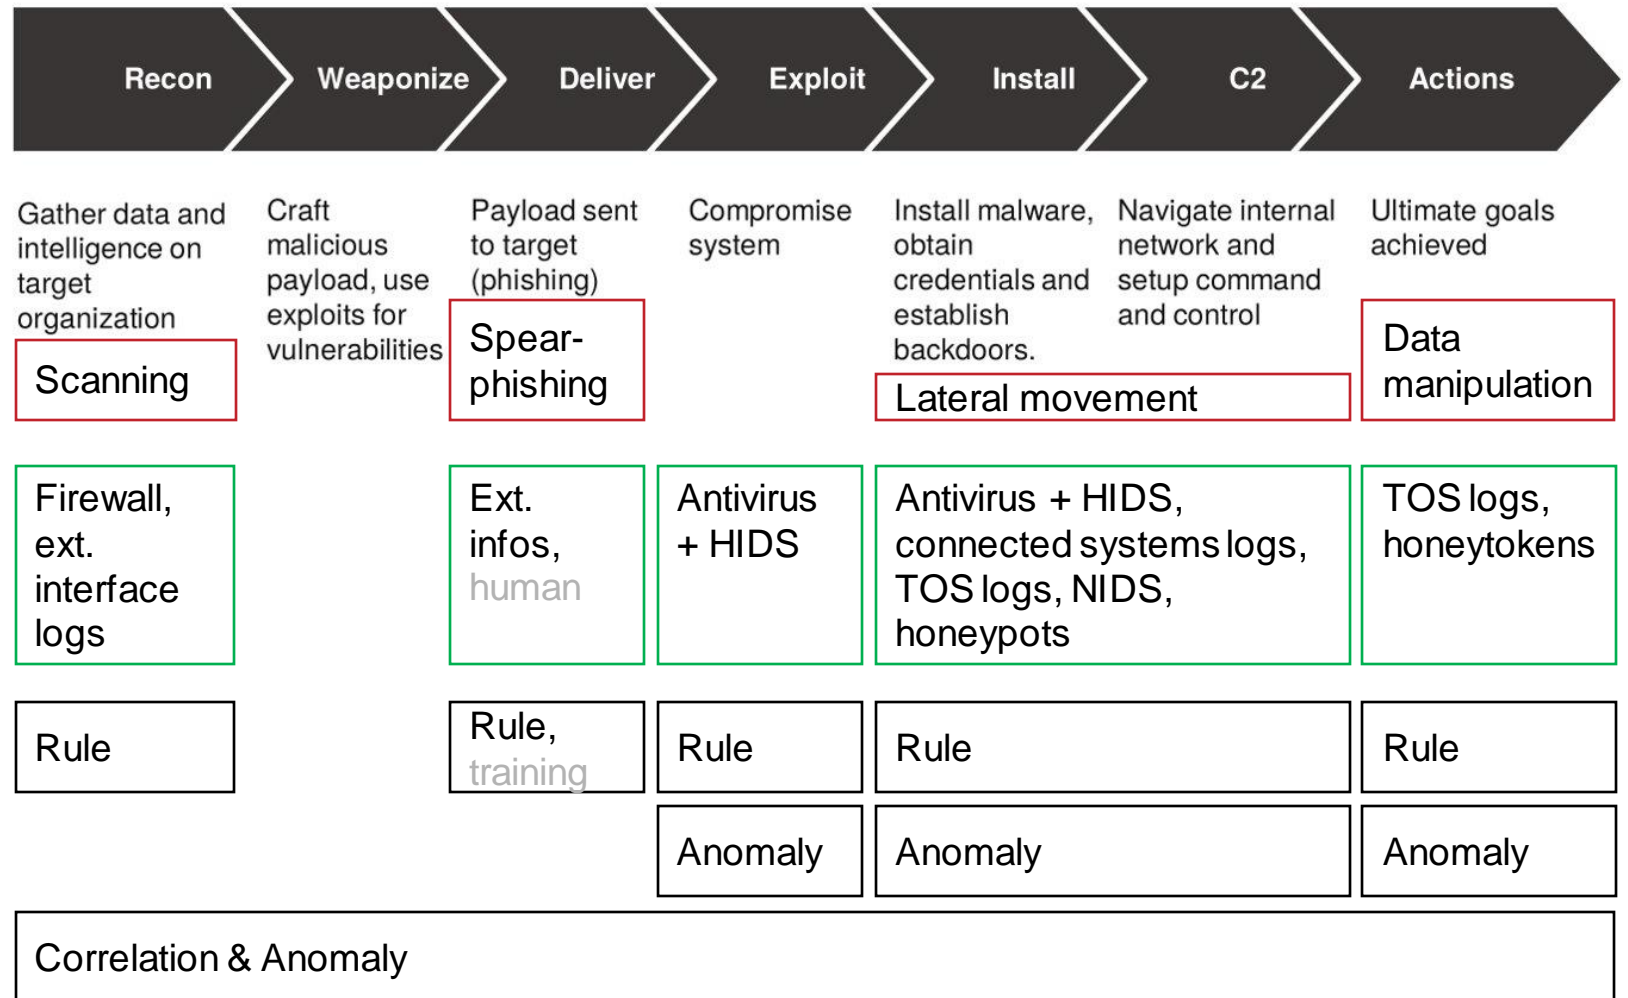 Recon
Weaponize
Deliver
Exploit
Install
C2
Actions
Gather data and
intelligence on
target
organization
Craft
malicious
payload, use
exploits for
vulnerabilities
Payload sent
to target
(phishing)
Compromise
system
Install malware,
obtain
credentials and
establish
backdoors.
Navigate internal
network and
setup command
and control
Ultimate goals
achieved
Scanning
Spear-
phishing
Lateral movement
Data
manipulation
Firewall,
ext.
interface
logs
Ext.
infos,
human
Antivirus
+ HIDS
Antivirus + HIDS,
connected systems logs,
TOS logs, NIDS,
honeypots
TOS logs,
honeytokens
Rule
Rule,
training
Rule
Rule
Rule
Anomaly
Anomaly
Anomaly
Correlation & Anomaly